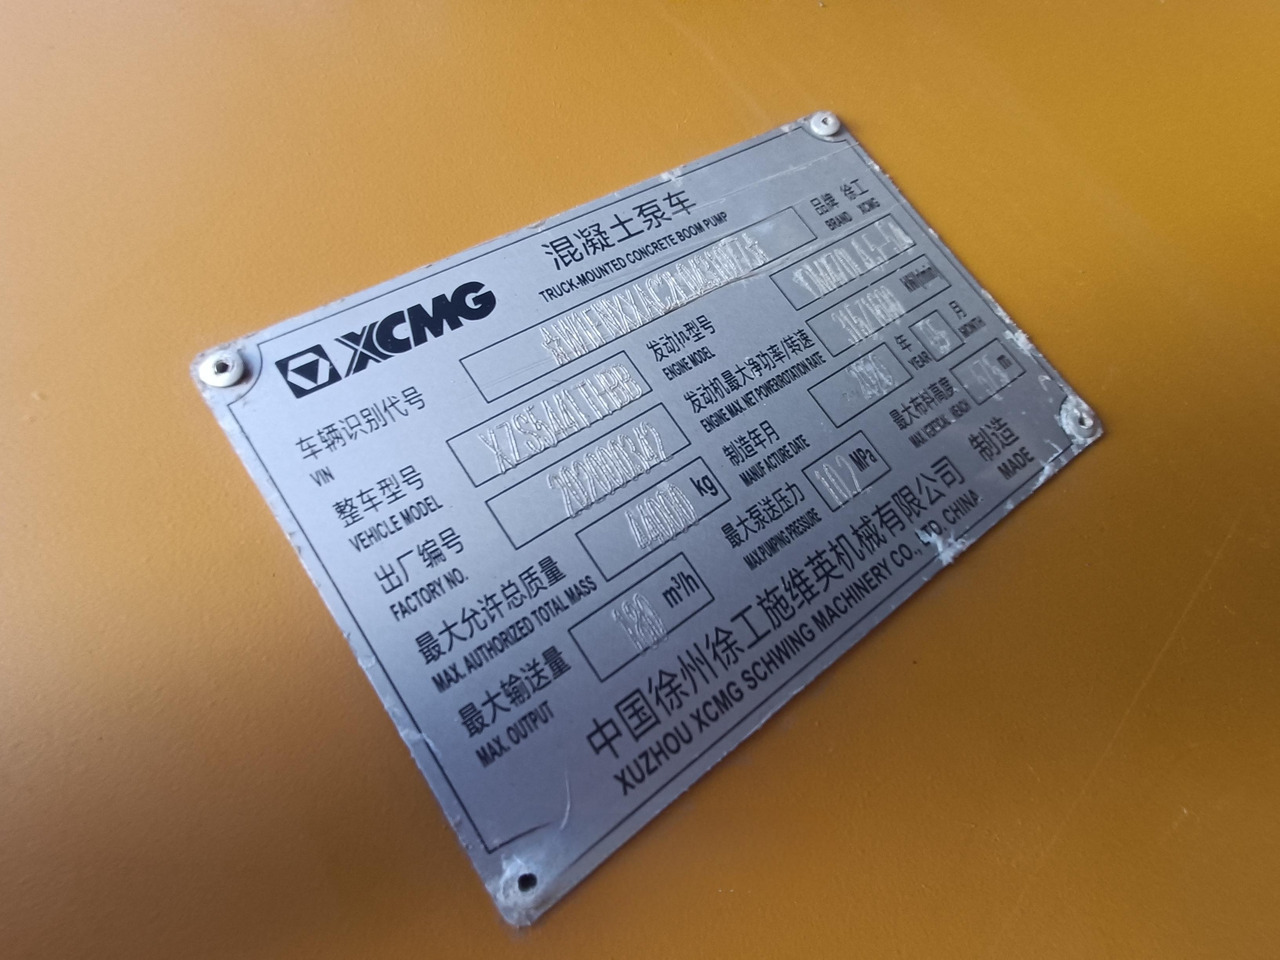 XCMG
混凝土泵车
TRUCK-MOUNTED CONCRETE BOOM PUMP
品牌 徐工
BRAND XCMG
车辆识别代号
VIN
整车型号 XZS5441THBB
VEHICLE MODEL
发动机型号
ENGINE MODEL
出厂编号
FACTORY NO.
发动机最大净功率/转速 kW/rpm
ENGINE MAX. NET POWER/ROTATION RATE
最大允许总质量 kg
MAX. AUTHORIZED TOTAL MASS
制造年月 2020 年 05 月
MANUFACTURE DATE YEAR MONTH
最大输送量 m³/h
MAX. OUTPUT
最大泵送压力 MPa
MAX.PUMPING PRESSURE
最大布料高度 m
MAX. VERTICAL REACH
中国徐州徐工施维英机械有限公司 制造
XUZHOU XCMG SCHWING MACHINERY CO., LTD. CHINA MADE